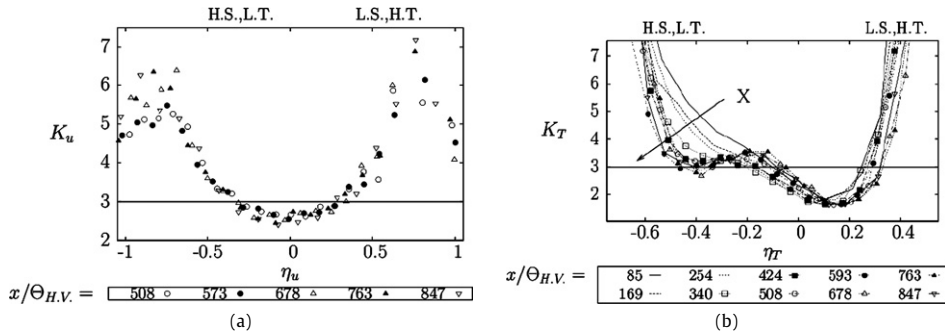 H.S.,L.T. L.S.,H.T.
7
6
5
K_u
4
3
2
-1 -0.5 0 0.5 1
η_u
x/Θ_H.V. = 508 ○ 573 ● 678 △ 763 ▲ 847 ▽
(a)
H.S.,L.T. L.S.,H.T.
7
6
X
5
K_T
4
3
2
-0.6 -0.4 -0.2 0 0.2 0.4
η_T
x/Θ_H.V. = 85 254 424 593 763
169 340 508 678 847
(b)